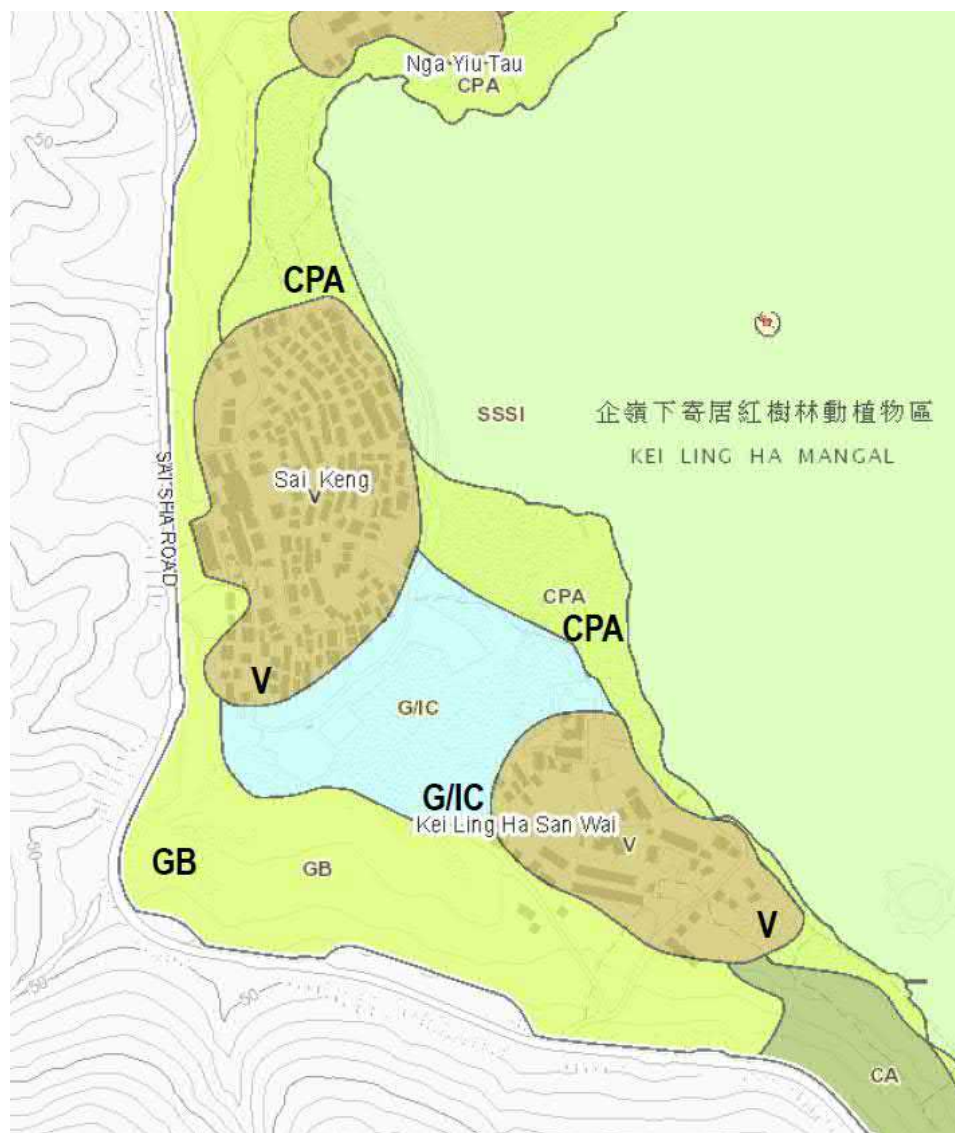 Nga Yiu Tau
CPA
50
CPA
SSSI
企嶺下寄居紅樹林動植物區
KEI LING HA MANGAL
Sai Keng
V
SAI SHA ROAD
CPA
CPA
V
G/IC
G/IC
Kei Ling Ha San Wai
V
GB
GB
V
50
50
50
CA